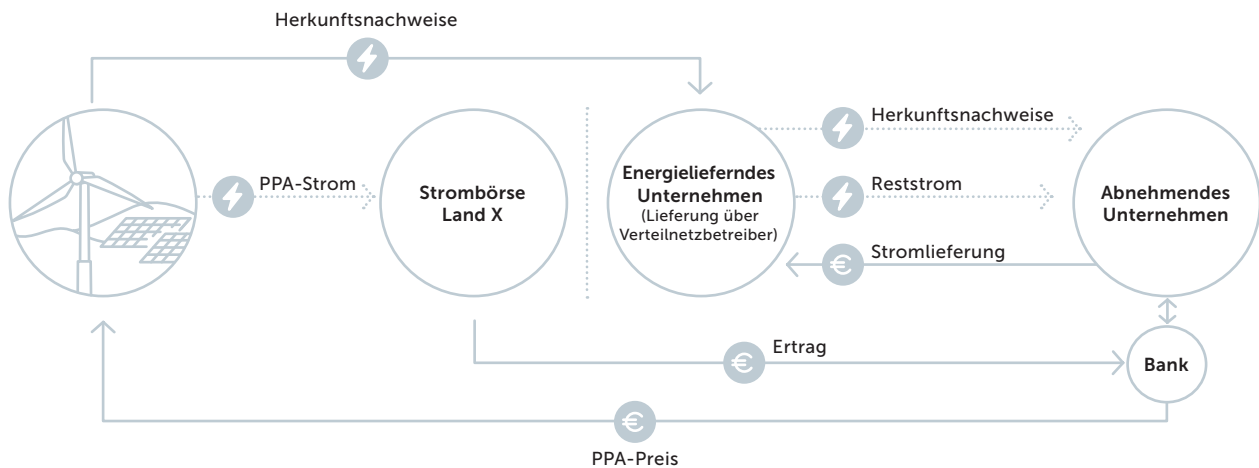 Herkunftsnachweise
PPA-Strom
Strombörse
Land X
Energielieferndes
Unternehmen
(Lieferung über
Verteilnetzbetreiber)
Herkunftsnachweise
Reststrom
Stromlieferung
Abnehmendes
Unternehmen
€
Ertrag
€
Bank
€
PPA-Preis